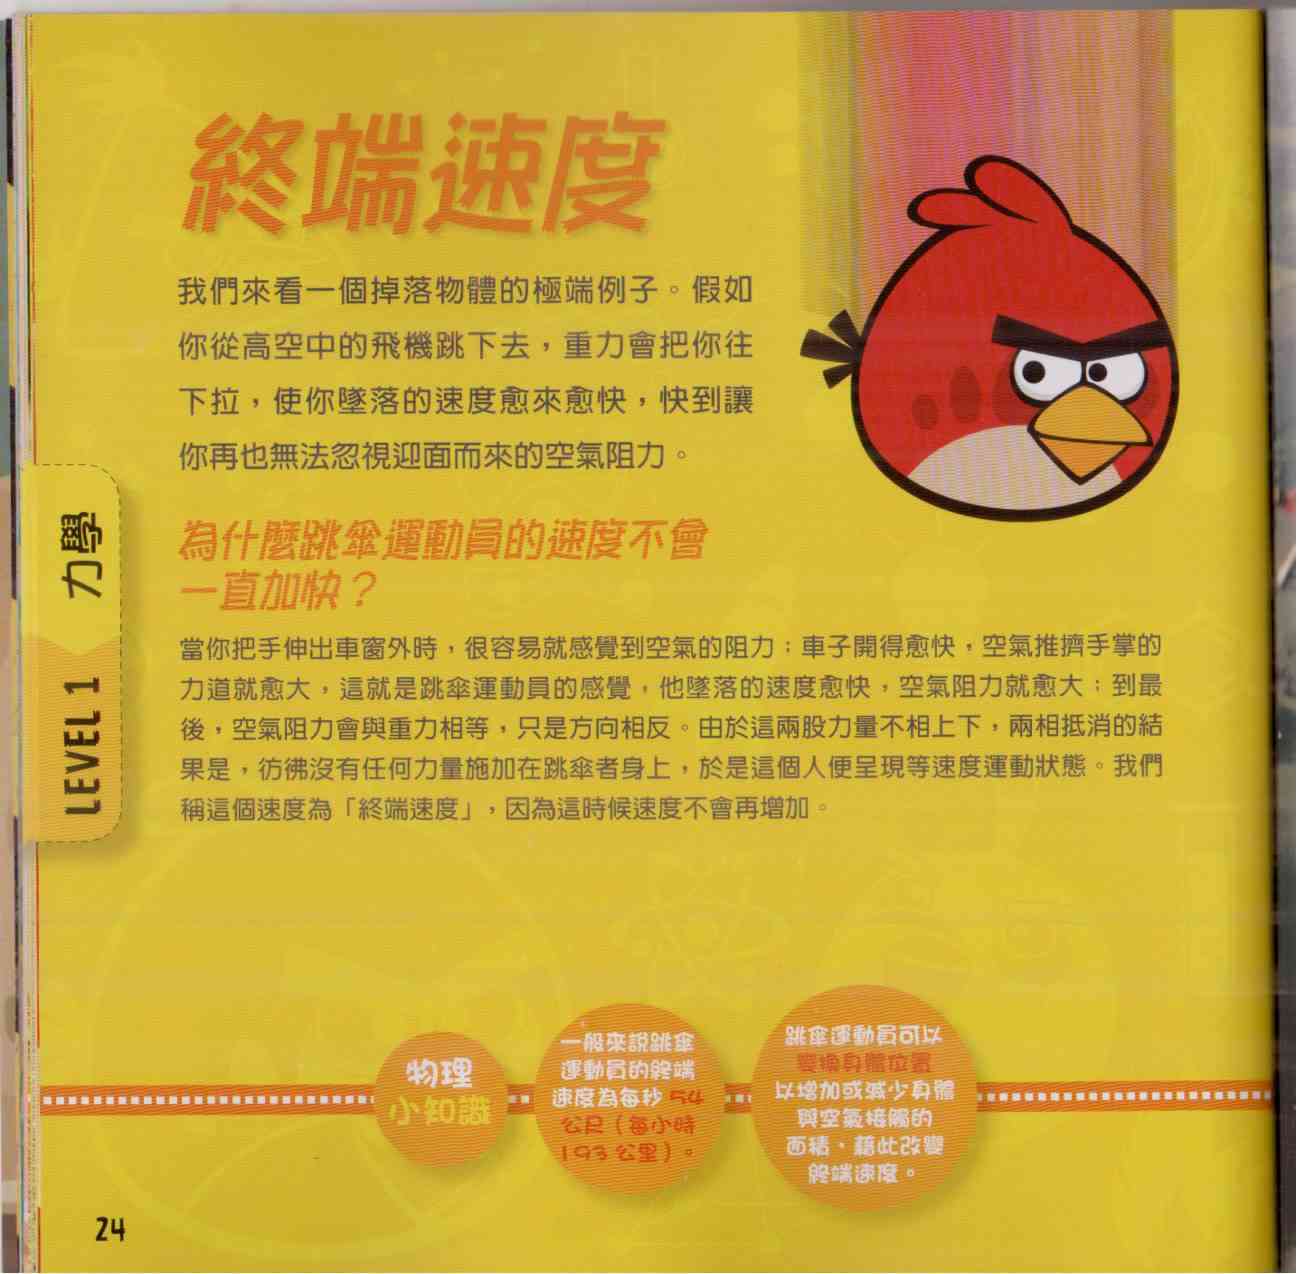 終端速度
我們來看一個掉落物體的極端例子。假如
你從高空中的飛機跳下去，重力會把你往
下拉，使你墜落的速度愈來愈快，快到讓
你再也無法忽視迎面而來的空氣阻力。
為什麼跳傘運動員的速度不會
一直加快？
當你把手伸出車窗外時，很容易就感覺到空氣的阻力；車子開得愈快，空氣推擠手掌的
力道就愈大，這就是跳傘運動員的感覺，他墜落的速度愈快，空氣阻力就愈大；到最
後，空氣阻力會與重力相等，只是方向相反。由於這兩股力量不相上下，兩相抵消的結
果是，彷彿沒有任何力量施加在跳傘者身上，於是這個人便呈現等速度運動狀態。我們
稱這個速度為「終端速度」，因為這時候速度不會再增加。
力學
LEVEL 1
物理
小知識
一般來說跳傘
運動員的終端
速度為每秒 54
公尺（每小時
193 公里）。
跳傘運動員可以
變換身體位置
以增加或減少身體
與空氣接觸的
面積，藉此改變
終端速度。
24